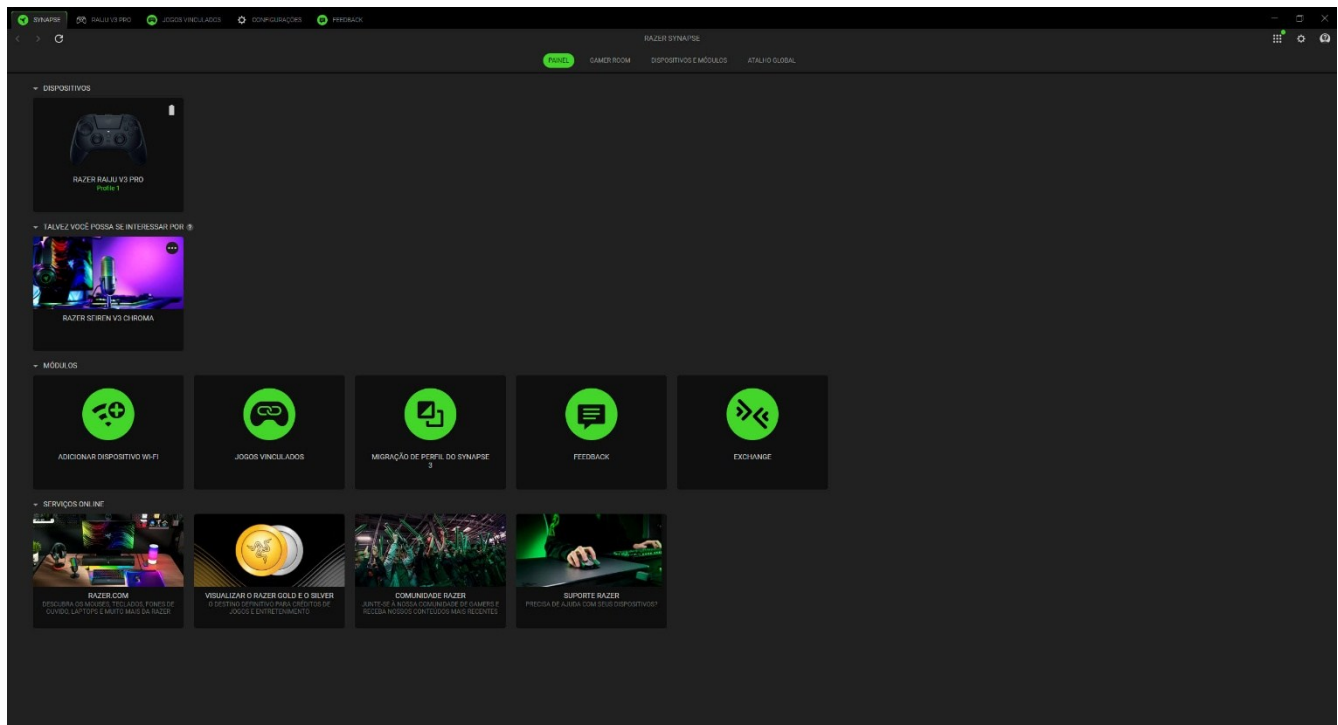 SYNAPSE
RAIJU V3 PRO
JOGOS VINCULADOS
CONFIGURAÇÕES
FEEDBACK
RAZER SYNAPSE
PAINEL
GAMER ROOM
DISPOSITIVOS E MÓDULOS
ATALHO GLOBAL
DISPOSITIVOS
RAZER RAIJU V3 PRO
Profile 1
TALVEZ VOCÊ POSSA SE INTERESSAR POR ?
RAZER SEIREN V3 CHROMA
MÓDULOS
ADICIONAR DISPOSITIVO WI-FI
JOGOS VINCULADOS
MIGRAÇÃO DE PERFIL DO SYNAPSE
3
FEEDBACK
EXCHANGE
SERVIÇOS ONLINE
RAZER.COM
DESCUBRA OS MOUSES, TECLADOS, FONES DE
OUVIDO, LAPTOPS E MUITO MAIS DA RAZER
VISUALIZAR O RAZER GOLD E O SILVER
O DESTINO DEFINITIVO PARA CRÉDITOS DE
JOGOS E ENTRETENIMENTO
COMUNIDADE RAZER
JUNTE-SE À NOSSA COMUNIDADE DE GAMERS E
RECEBA NOSSOS CONTEÚDOS MAIS RECENTES
SUPORTE RAZER
PRECISA DE AJUDA COM SEUS DISPOSITIVOS?